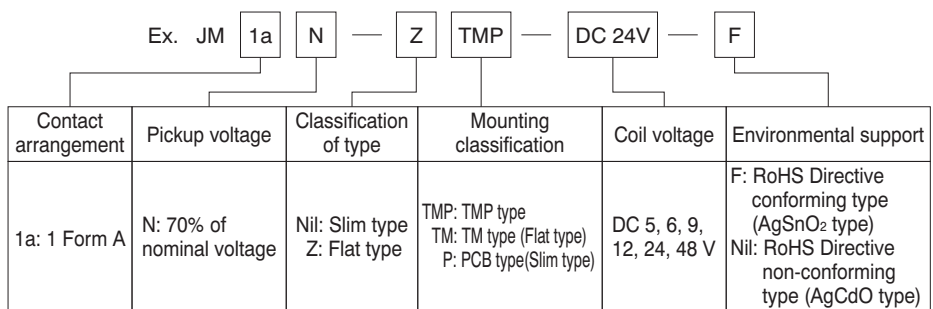 Ex. JM 1a N — Z TMP — DC 24V — F
Contact arrangement
Pickup voltage
Classification of type
Mounting classification
Coil voltage
Environmental support
1a: 1 Form A
N: 70% of
nominal voltage
Nil: Slim type
Z: Flat type
TMP: TMP type
TM: TM type (Flat type)
P: PCB type(Slim type)
DC 5, 6, 9,
12, 24, 48 V
F: RoHS Directive
conforming type
(AgSnO2 type)
Nil: RoHS Directive
non-conforming
type (AgCdO type)